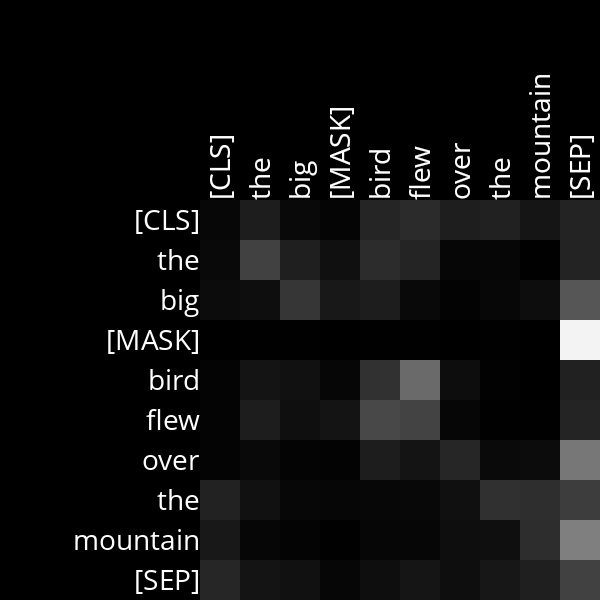 [CLS]
the
big
[MASK]
bird
flew
over
the
mountain
[SEP]
[CLS]
the
big
[MASK]
bird
flew
over
the
mountain
[SEP]